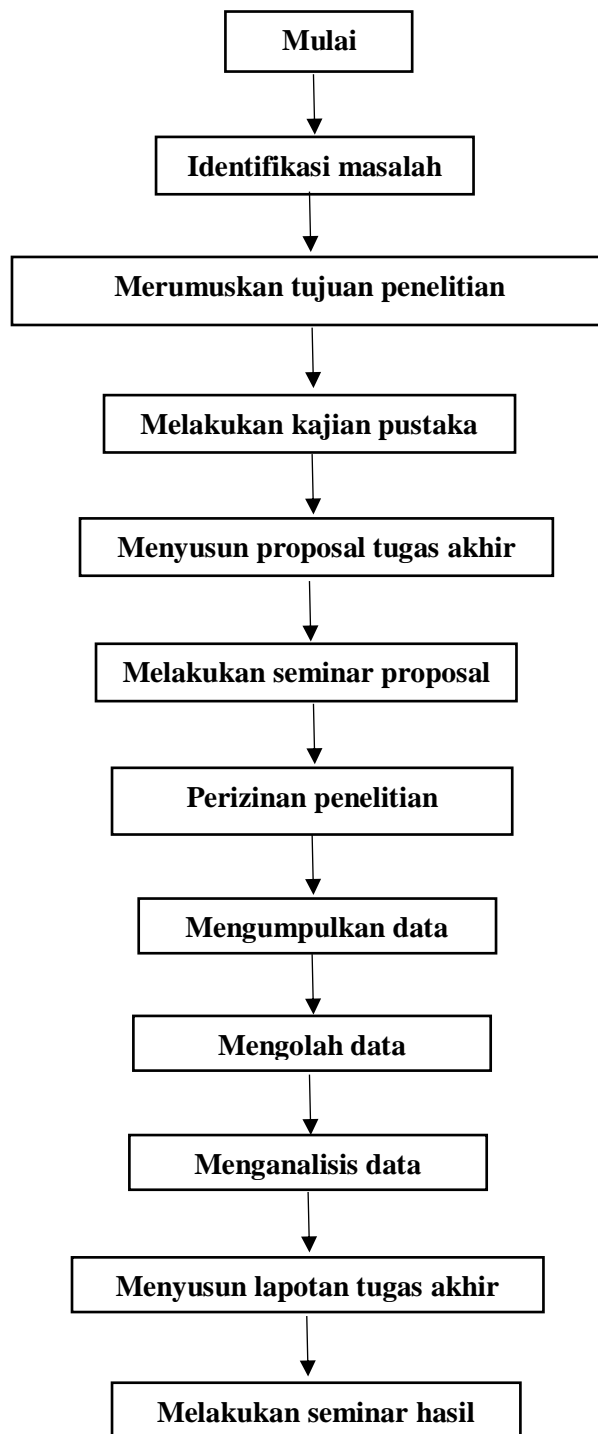 Mulai
Identifikasi masalah
Merumuskan tujuan penelitian
Melakukan kajian pustaka
Menyusun proposal tugas akhir
Melakukan seminar proposal
Perizinan penelitian
Mengumpulkan data
Mengolah data
Menganalisis data
Menyusun lapotan tugas akhir
Melakukan seminar hasil